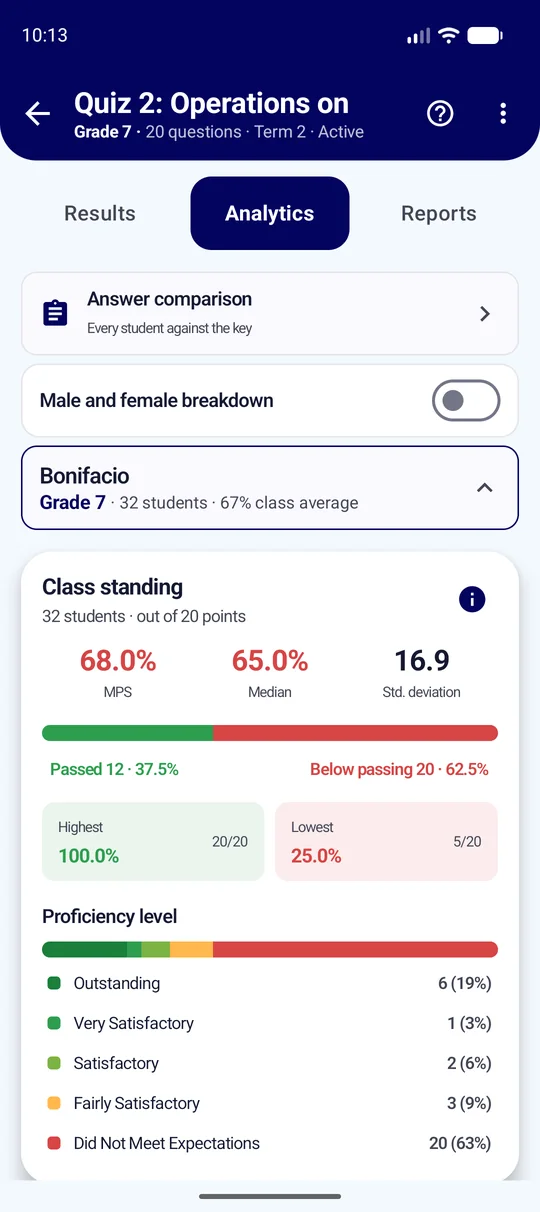 10:13
Quiz 2: Operations on
Grade 7 · 20 questions · Term 2 · Active
Results
Analytics
Reports
Answer comparison
Every student against the key
Male and female breakdown
Bonifacio
Grade 7 · 32 students · 67% class average
Class standing
32 students · out of 20 points
68.0%
65.0%
16.9
MPS
Median
Std. deviation
Passed 12 · 37.5%
Below passing 20 · 62.5%
Highest
100.0%
20/20
Lowest
25.0%
5/20
Proficiency level
Outstanding
6 (19%)
Very Satisfactory
1 (3%)
Satisfactory
2 (6%)
Fairly Satisfactory
3 (9%)
Did Not Meet Expectations
20 (63%)